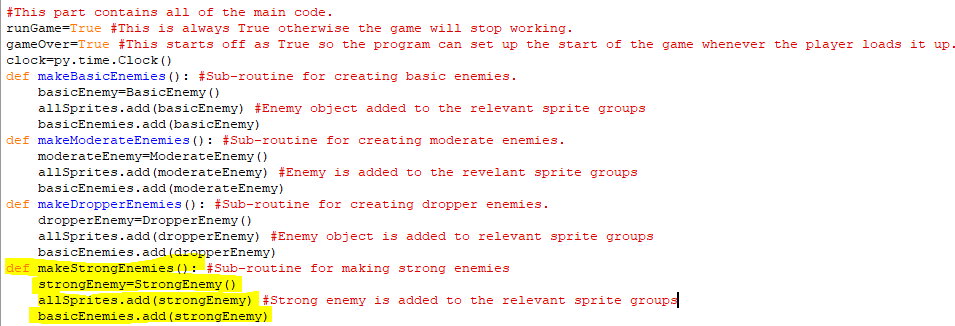 #This part contains all of the main code.
runGame=True #This is always True otherwise the game will stop working.
gameOver=True #This starts off as True so the program can set up the start of the game whenever the player loads it up.
clock=py.time.Clock()
def makeBasicEnemies(): #Sub-routine for creating basic enemies.
    basicEnemy=BasicEnemy()
    allSprites.add(basicEnemy) #Enemy object added to the relevant sprite groups
    basicEnemies.add(basicEnemy)
def makeModerateEnemies(): #Sub-routine for creating moderate enemies.
    moderateEnemy=ModerateEnemy()
    allSprites.add(moderateEnemy) #Enemy is added to the revelant sprite groups
    basicEnemies.add(moderateEnemy)
def makeDropperEnemies(): #Sub-routine for creating dropper enemies.
    dropperEnemy=DropperEnemy()
    allSprites.add(dropperEnemy) #Enemy object is added to relevant sprite groups
    basicEnemies.add(dropperEnemy)
def makeStrongEnemies(): #Sub-routine for making strong enemies
    strongEnemy=StrongEnemy()
    allSprites.add(strongEnemy) #Strong enemy is added to the relevant sprite groups
    basicEnemies.add(strongEnemy)